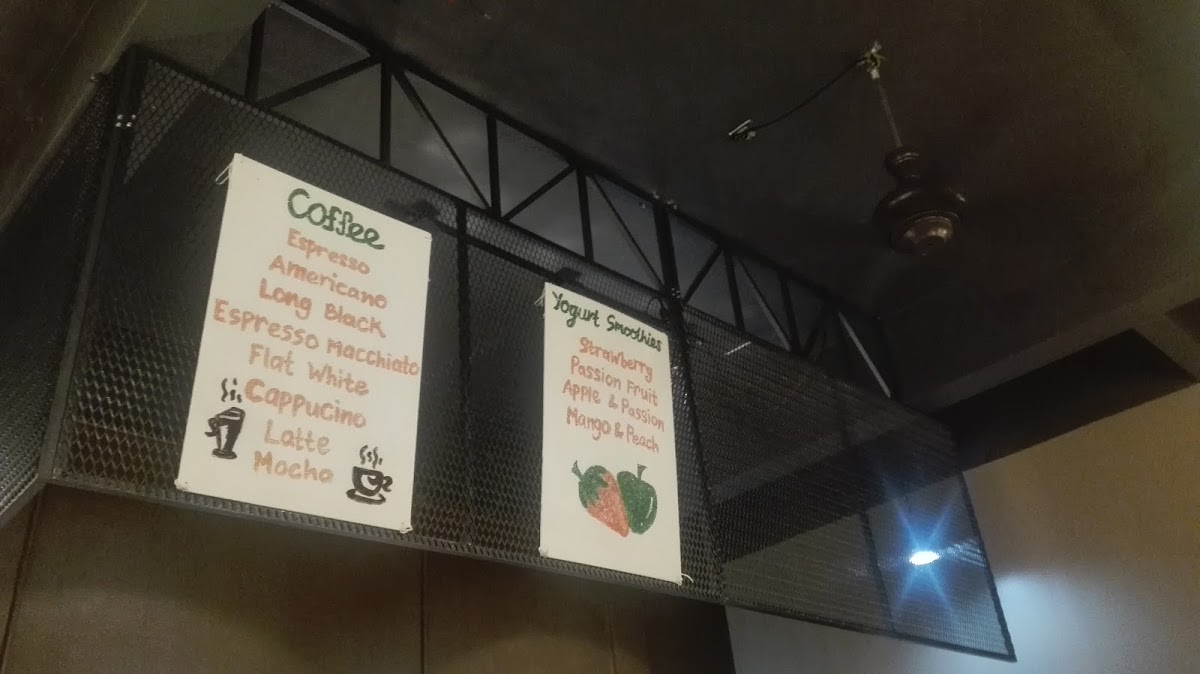 Coffee
Espresso
Americano
Long Black
Espresso Macchiato
Flat White
Cappucino
Latte
Mocha
Yogurt Smoothies
Strawberry
Passion Fruit
Apple & Passion
Mango & Peach